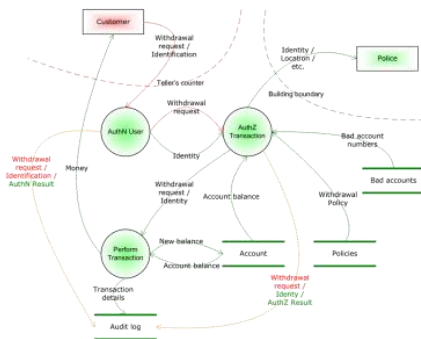 Customer
Withdrawal
request /
Identification
Identity /
Locatron /
etc.
Police
Teller's counter
Building boundary
Withdrawal
request
AuthN User
AuthZ
Transaction
Identity
Bad account
numbers
Withdrawal
request /
Identification /
AuthN Result
Money
Withdrawal
request /
Identity
Account balance
Withdrawal
Policy
Bad accounts
Perform
Transaction
New balance
Account balance
Account
Policies
Transaction
details
Withdrawal
request /
Identy /
AuthZ Result
Audit log